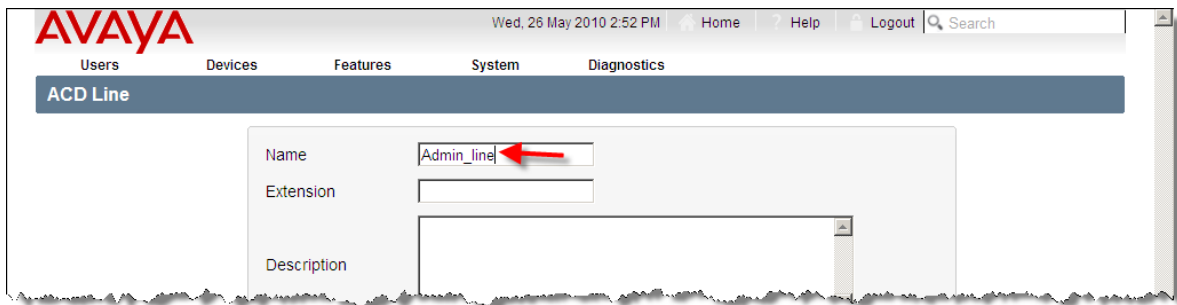 AVAYA
Wed, 26 May 2010 2:52 PM Home ? Help Logout Search
Users Devices Features System Diagnostics
ACD Line
Name Admin_line
Extension
Description